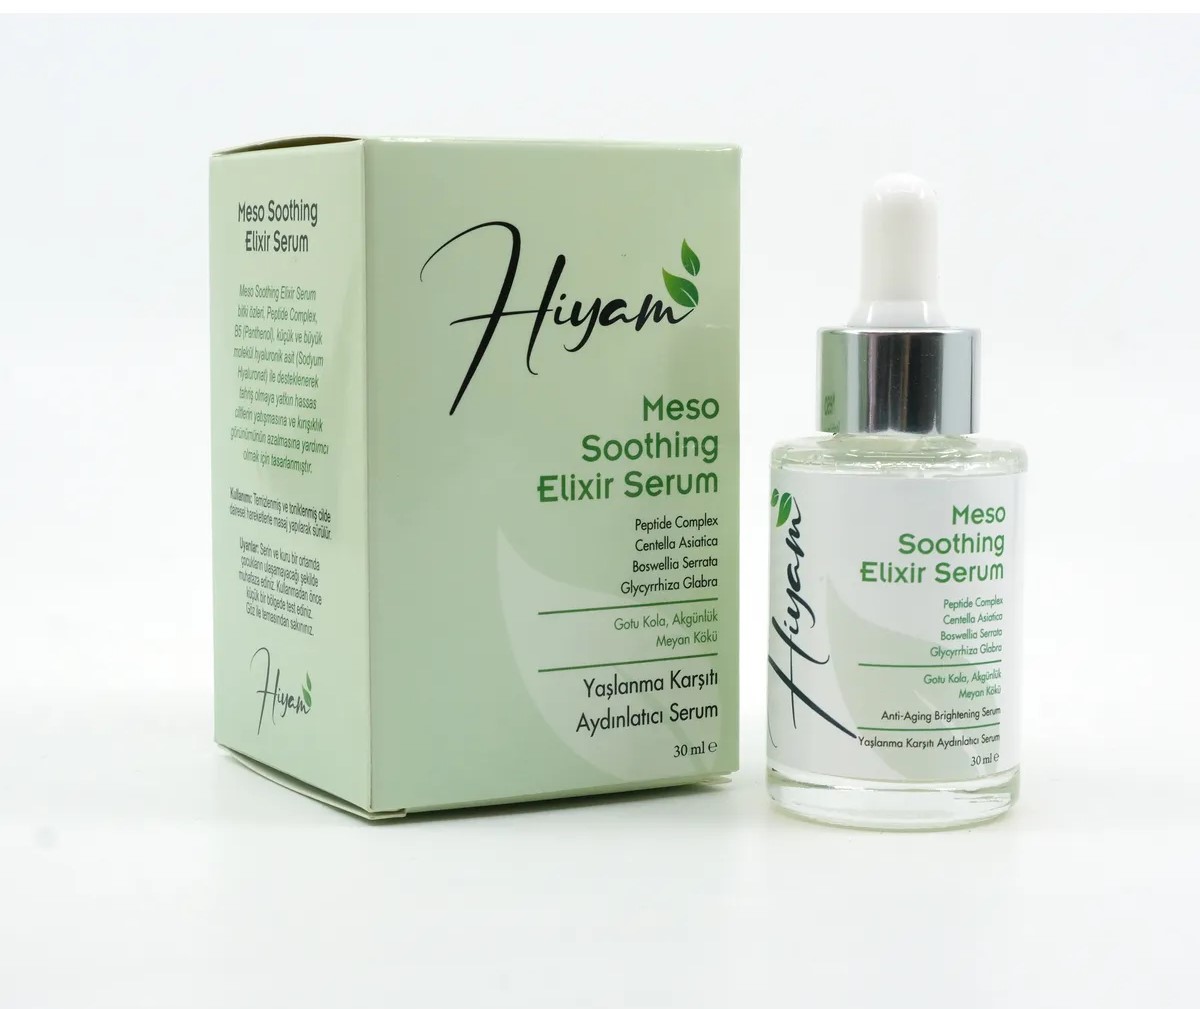 Meso Soothing
Elixir Serum
Meso Soothing Elixir Serum
bitki özleri, Peptide Complex,
B5 (Panthenol), küçük ve büyük
molekül hyaluronik asit (Sodyum
Hyaluronat) ile desteklenerek
tahriş olmaya yatkın hassas
ciltlerin yatışmasına ve kırışıklık
görünümünün azalmasına yardımcı
olmak için tasarlanmıştır.
Kullanımı: Temizlenmiş ve toniklenmiş cilde
dairesel hareketlerle masaj yapılarak sürülür.
Uyarılar: Serin ve kuru bir ortamda
çocukların ulaşamayacağı şekilde
muhafaza ediniz. Kullanmadan önce
küçük bir bölgede test ediniz.
Göz ile temasından sakınınız.
Hiyam
Hiyam
Meso
Soothing
Elixir Serum
Peptide Complex
Centella Asiatica
Boswellia Serrata
Glycyrrhiza Glabra
Gotu Kola, Akgünlük
Meyan Kökü
Yaşlanma Karşıtı
Aydınlatıcı Serum
30 ml ℮
Hiyam
Meso
Soothing
Elixir Serum
Peptide Complex
Centella Asiatica
Boswellia Serrata
Glycyrrhiza Glabra
Gotu Kola, Akgünlük
Meyan Kökü
Anti-Aging Brightening Serum
Yaşlanma Karşıtı Aydınlatıcı Serum
30 ml ℮